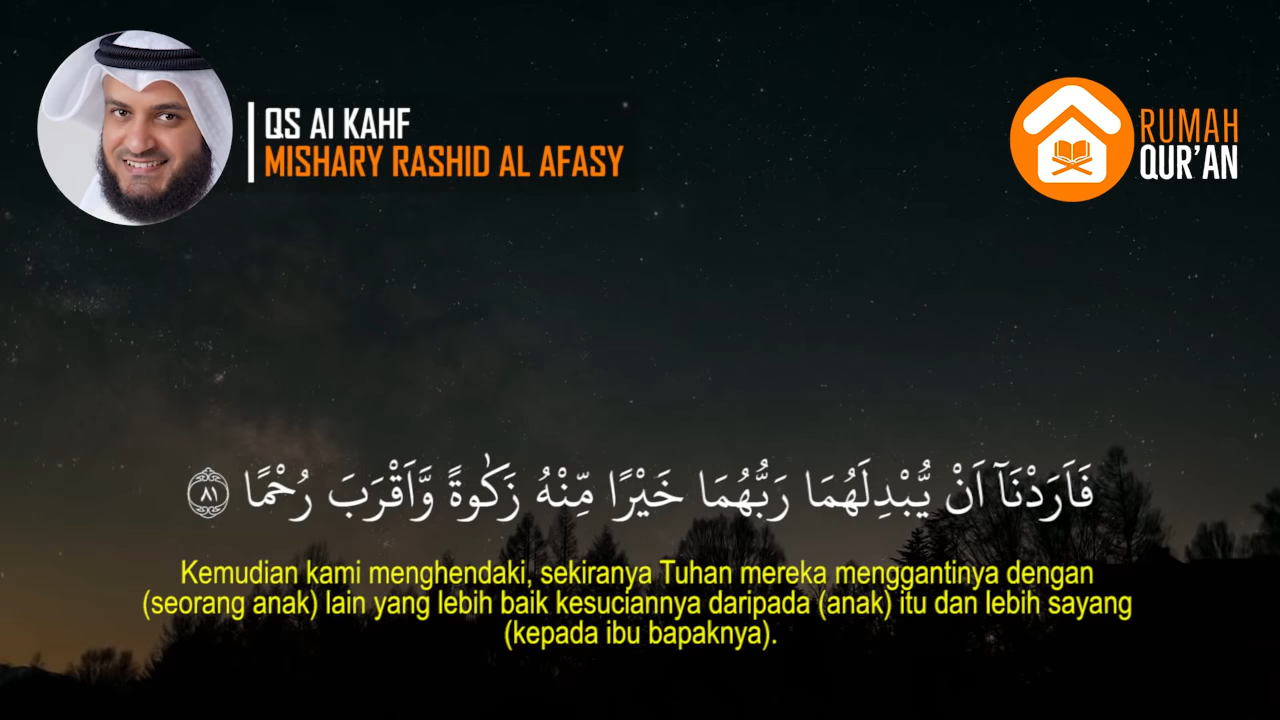 QS Al KAHF
MISHARY RASHID AL AFASY
RUMAH
QUR'AN
فَاَرَدْنَآ اَنْ يُّبْدِلَهُمَا رَبُّهُمَا خَيْرًا مِّنْهُ زَكٰوةً وَّاَقْرَبَ رُحْمًا ٨١
Kemudian kami menghendaki, sekiranya Tuhan mereka menggantinya dengan
(seorang anak) lain yang lebih baik kesuciannya daripada (anak) itu dan lebih sayang
(kepada ibu bapaknya).